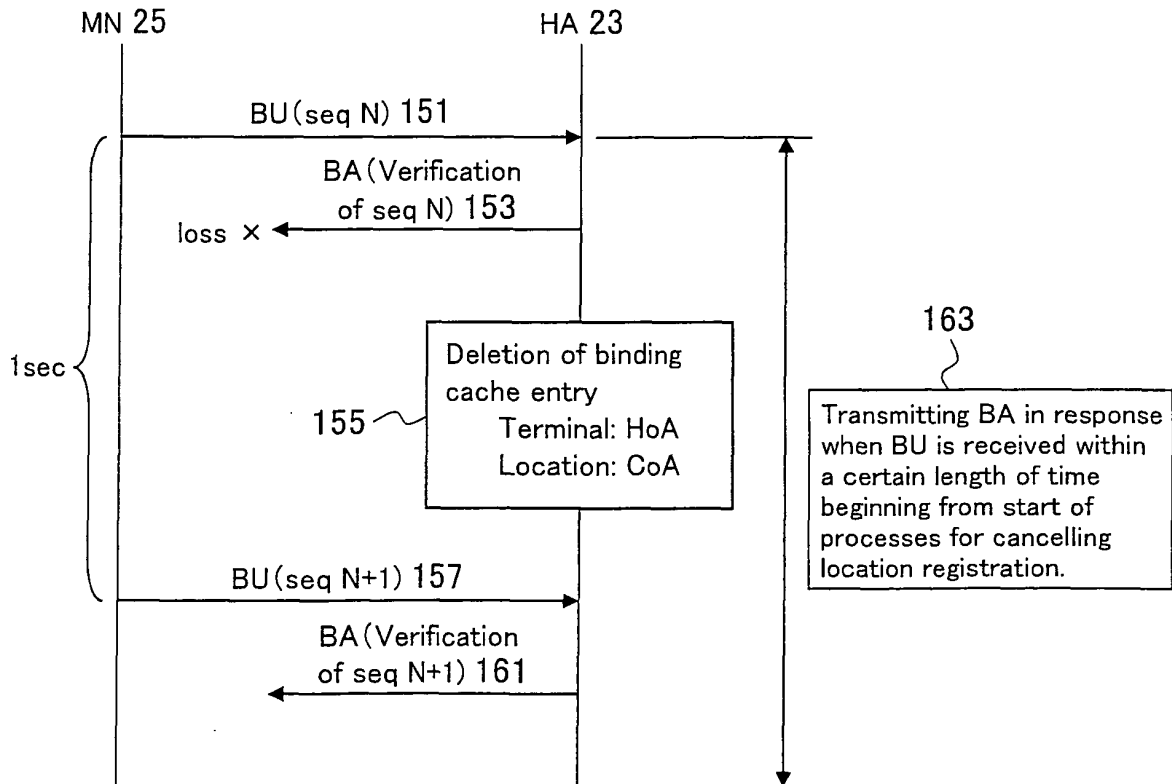 MN 25
HA 23
BU(seq N) 151
BA(Verification
of seq N) 153
loss ×
1sec
Deletion of binding
cache entry
Terminal: HoA
Location: CoA
155
163
Transmitting BA in response
when BU is received within
a certain length of time
beginning from start of
processes for cancelling
location registration.
BU(seq N+1) 157
BA(Verification
of seq N+1) 161